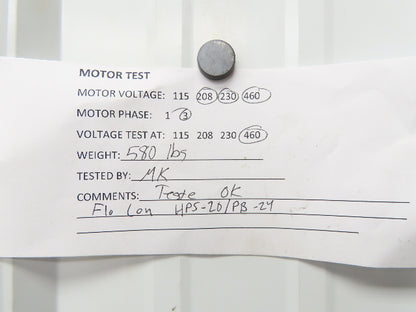 MOTOR TEST
MOTOR VOLTAGE: 115 208 230 460
MOTOR PHASE: 1 3
VOLTAGE TEST AT: 115 208 230 460
WEIGHT: 580 lbs
TESTED BY: MK
COMMENTS: OK
Flo Con HPS-20/PB-24